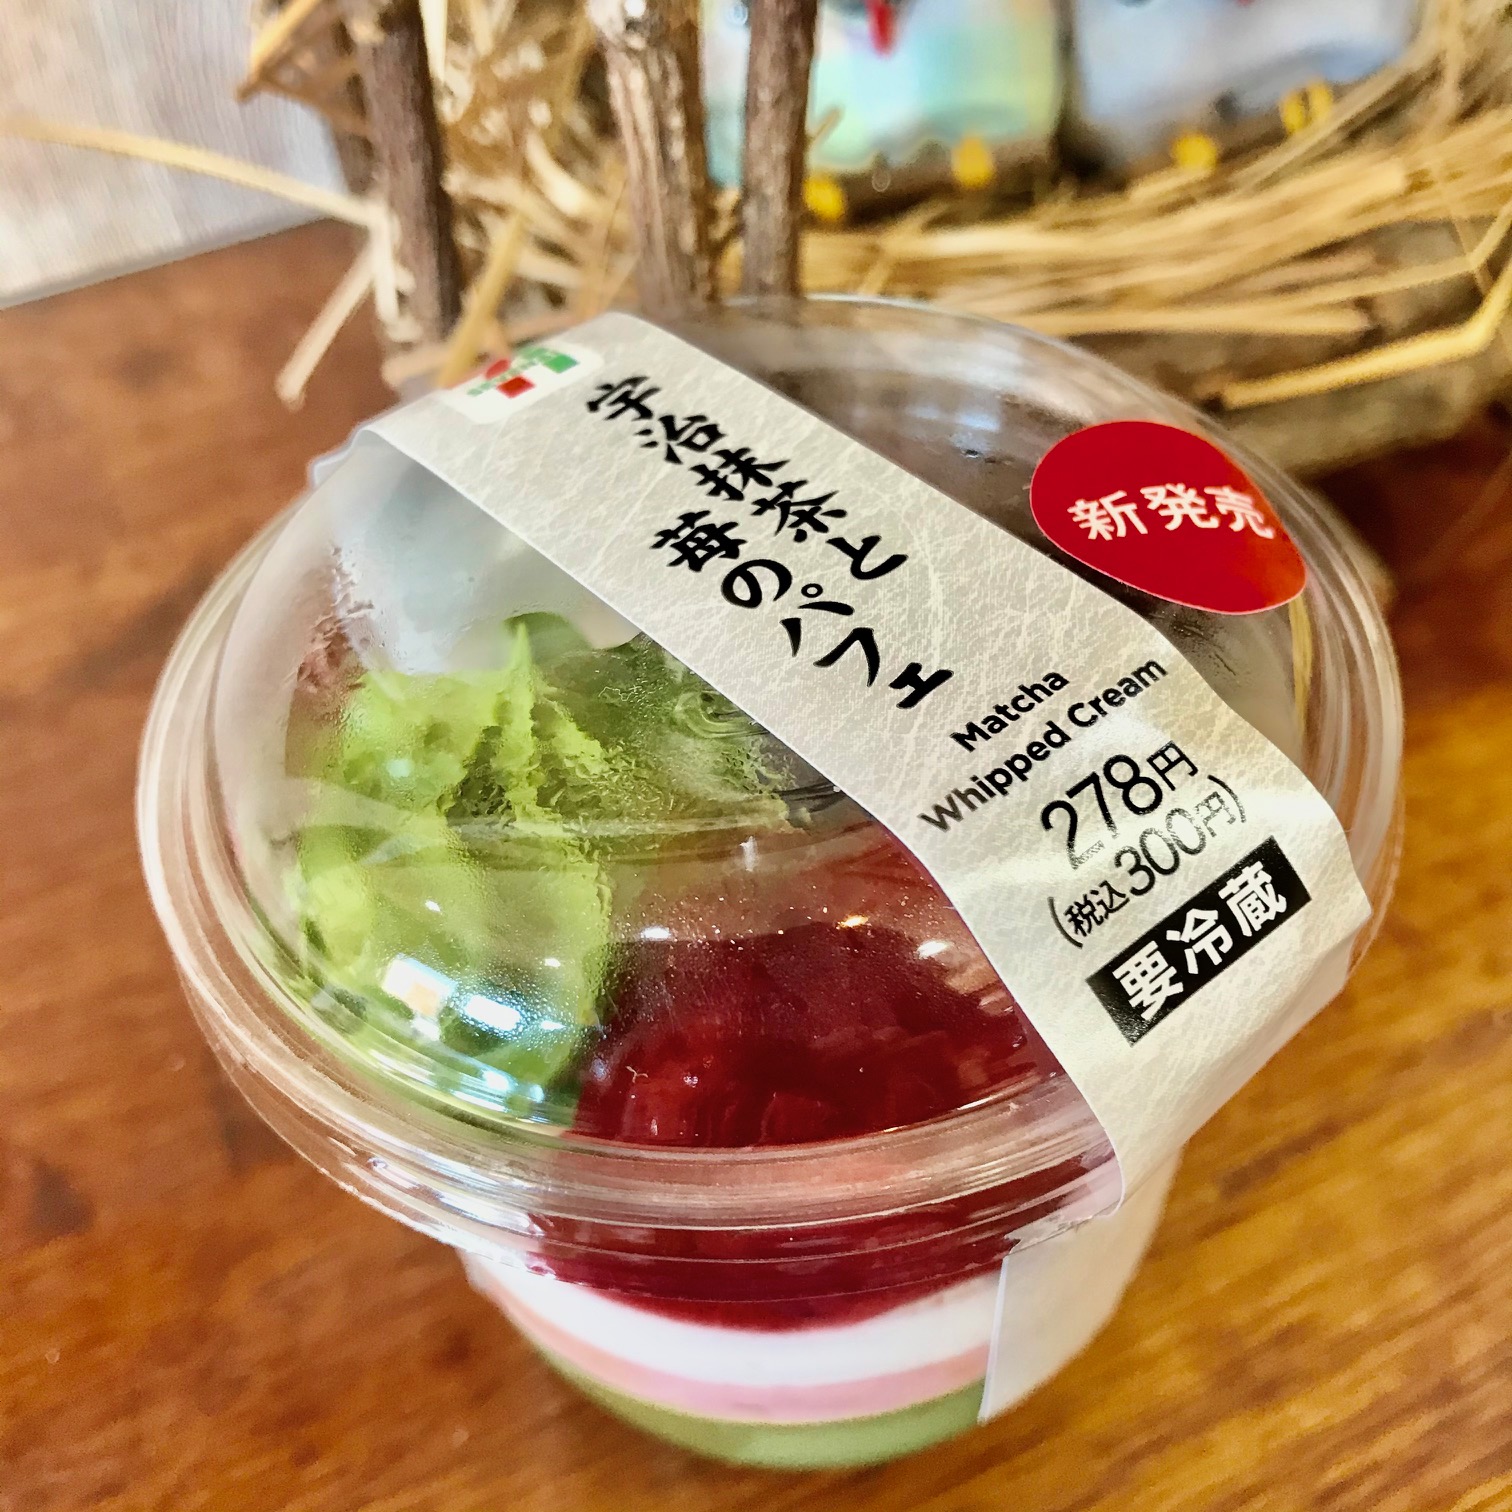 宇治抹茶と
苺のパフェ
新発売
Matcha
Whipped Cream
278円
(税込300円)
要冷蔵